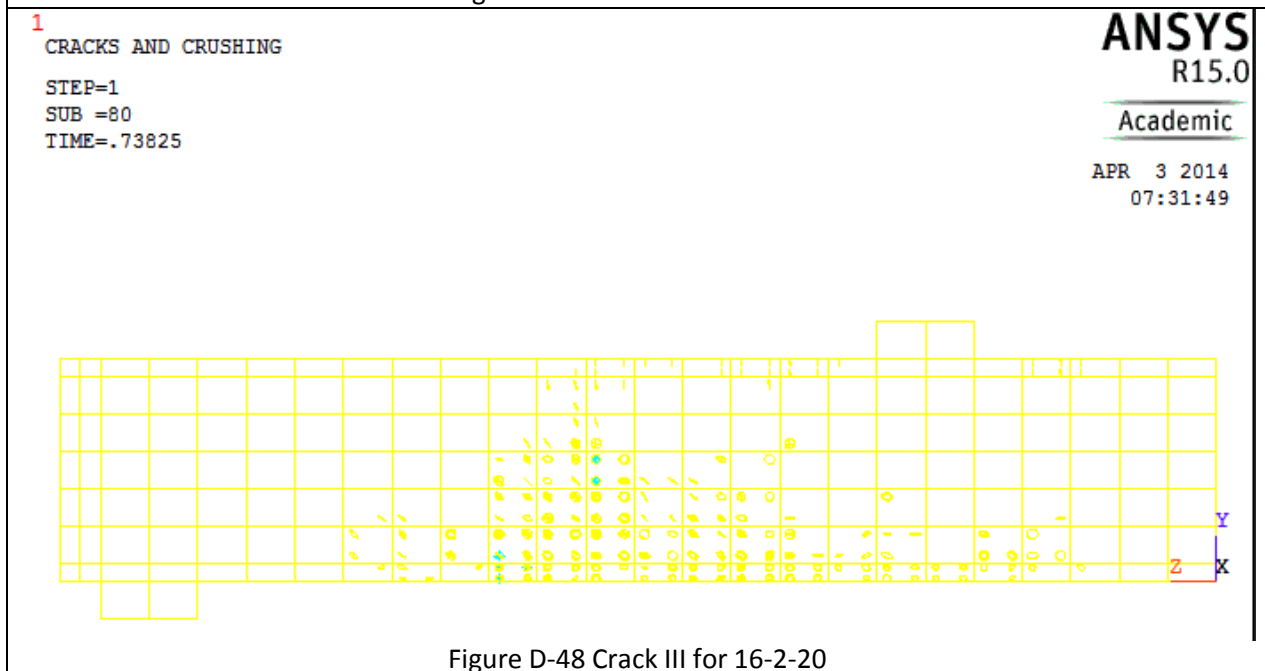 1
CRACKS AND CRUSHING
STEP=1
SUB =80
TIME=.73825
ANSYS
R15.0
Academic
APR 3 2014
07:31:49
Y
Z X
Figure D-48 Crack III for 16-2-20